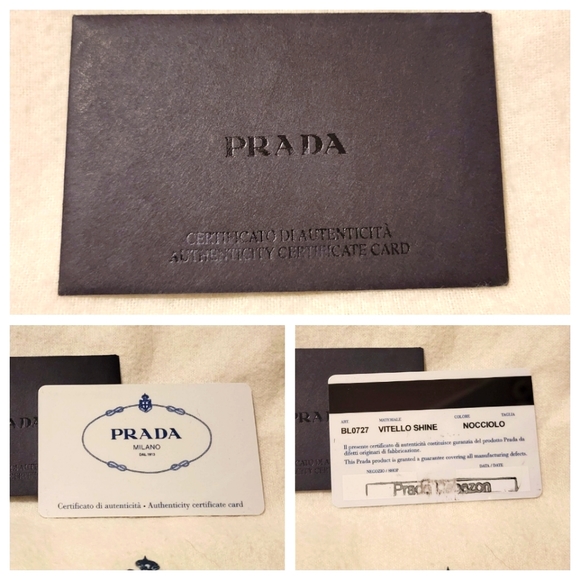 PRADA
CERTIFICATO DI AUTENTICITÀ
AUTHENTICITY CERTIFICATE CARD
PRADA
MILANO
DAL 1913
Certificato di autenticità • Authenticity certificate card
ART. MATERIALE COLORE TAGLIA
BL0727 VITELLO SHINE NOCCIOLO
Il presente certificato di autenticità costituisce garanzia del prodotto Prada da
difetti originari di fabbricazione.
This Prada product is granted a guarantee covering all manufacturing defects.
NEGOZIO / SHOP DATA / DATE
Prada Cabazon